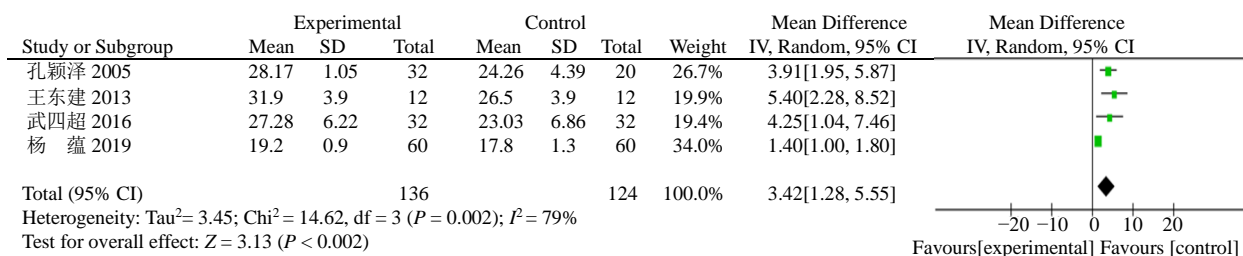 Experimental Control Mean Difference Mean Difference
Study or Subgroup Mean SD Total Mean SD Total Weight IV, Random, 95% CI IV, Random, 95% CI
孔颖泽 2005 28.17 1.05 32 24.26 4.39 20 26.7% 3.91[1.95, 5.87]
王东建 2013 31.9 3.9 12 26.5 3.9 12 19.9% 5.40[2.28, 8.52]
武四超 2016 27.28 6.22 32 23.03 6.86 32 19.4% 4.25[1.04, 7.46]
杨 蕴 2019 19.2 0.9 60 17.8 1.3 60 34.0% 1.40[1.00, 1.80]
Total (95% CI) 136 124 100.0% 3.42[1.28, 5.55]
Heterogeneity: Tau²= 3.45; Chi² = 14.62, df = 3 (P = 0.002); I² = 79%
Test for overall effect: Z = 3.13 (P < 0.002)
−20 −10 0 10 20
Favours[experimental] Favours [control]